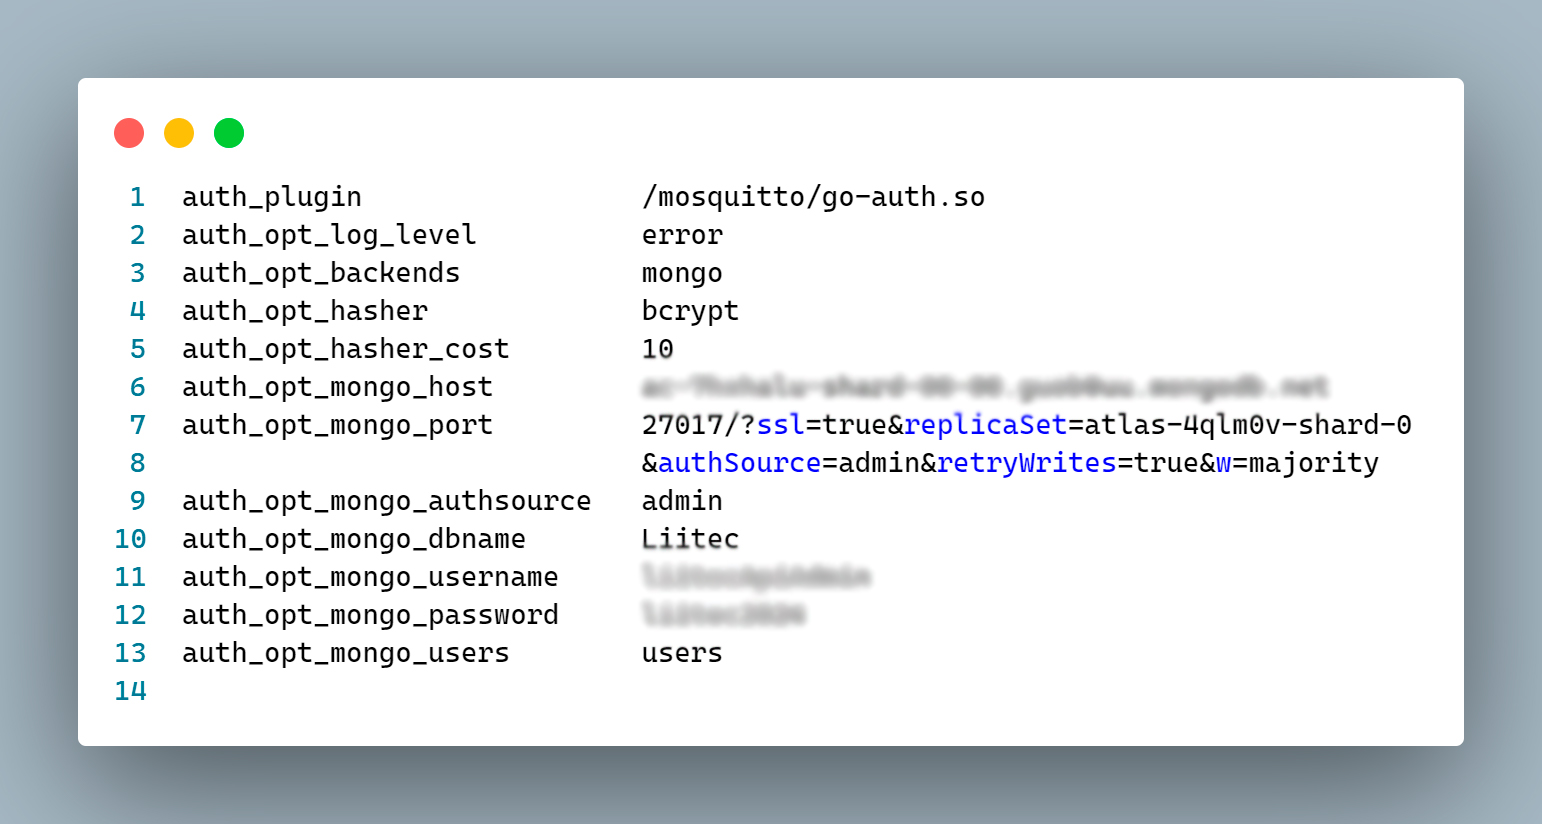 1 auth_plugin /mosquitto/go-auth.so
2 auth_opt_log_level error
3 auth_opt_backends mongo
4 auth_opt_hasher bcrypt
5 auth_opt_hasher_cost 10
6 auth_opt_mongo_host
7 auth_opt_mongo_port 27017/?ssl=true&replicaSet=atlas-4qlm0v-shard-0
8 &authSource=admin&retryWrites=true&w=majority
9 auth_opt_mongo_authsource admin
10 auth_opt_mongo_dbname Liitec
11 auth_opt_mongo_username
12 auth_opt_mongo_password
13 auth_opt_mongo_users users
14